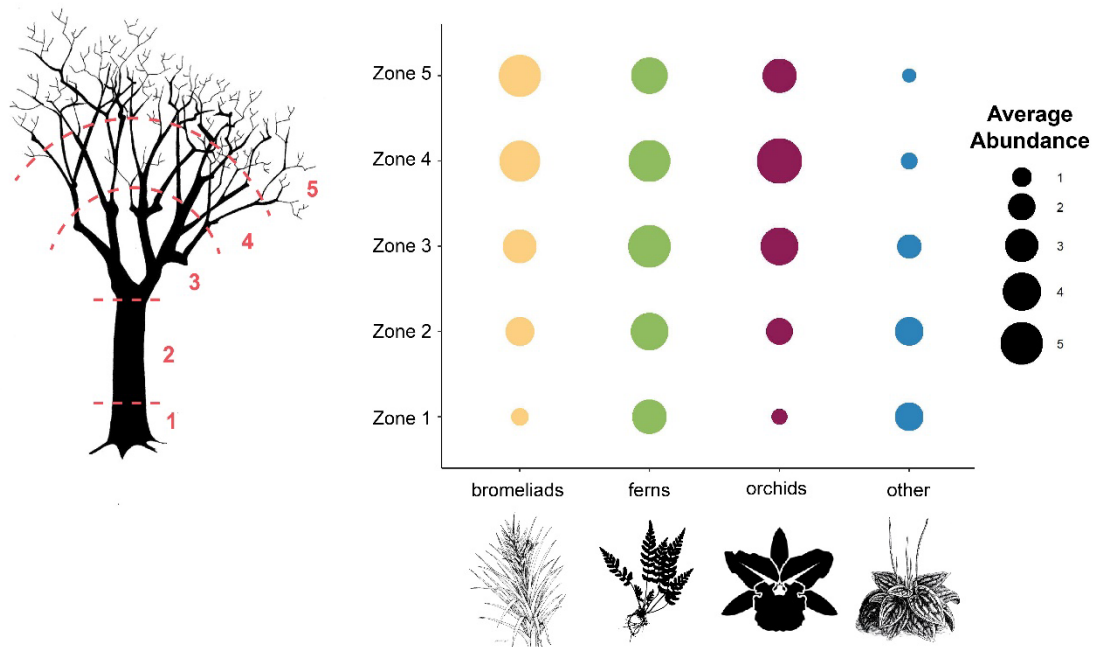 5
4
3
2
1
Zone 5
Zone 4
Zone 3
Zone 2
Zone 1
bromeliads ferns orchids other
Average
Abundance
1
2
3
4
5